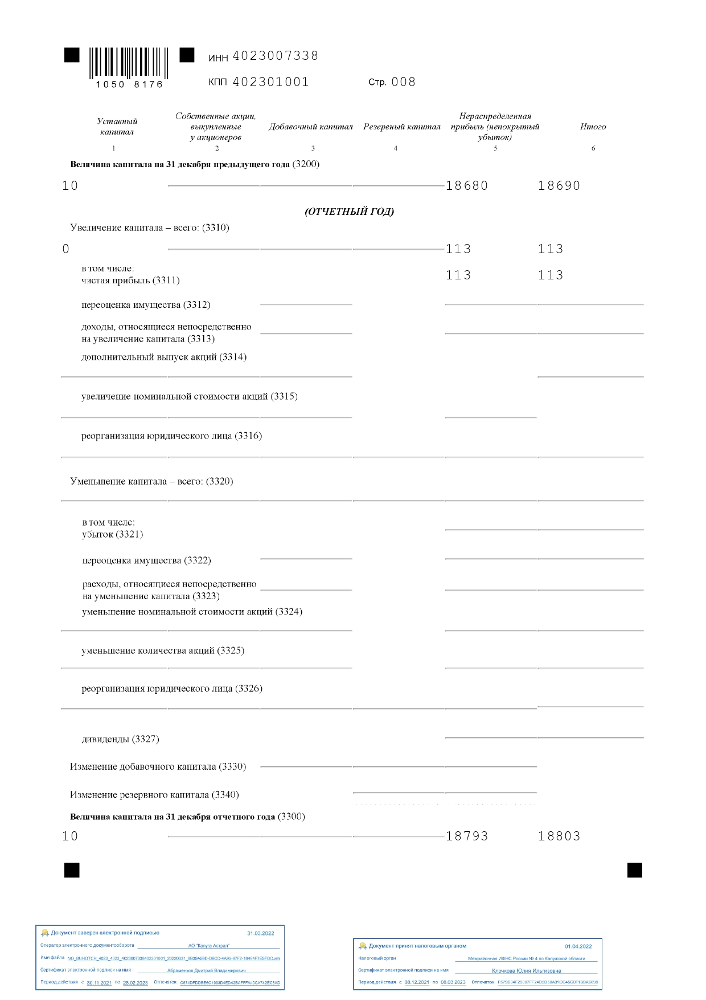 ИНН 4023007338
1050 8176
КПП 402301001 Стр. 008
Уставный капитал
Собственные акции, выкупленные у акционеров
Добавочный капитал
Резервный капитал
Нераспределенная прибыль (непокрытый убыток)
Итого
1 2 3 4 5 6
Величина капитала на 31 декабря предыдущего года (3200)
10 18680 18690
(ОТЧЕТНЫЙ ГОД)
Увеличение капитала – всего: (3310)
0 113 113
в том числе:
чистая прибыль (3311) 113 113
переоценка имущества (3312)
доходы, относящиеся непосредственно
на увеличение капитала (3313)
дополнительный выпуск акций (3314)
увеличение номинальной стоимости акций (3315)
реорганизация юридического лица (3316)
Уменьшение капитала – всего: (3320)
в том числе:
убыток (3321)
переоценка имущества (3322)
расходы, относящиеся непосредственно
на уменьшение капитала (3323)
уменьшение номинальной стоимости акций (3324)
уменьшение количества акций (3325)
реорганизация юридического лица (3326)
дивиденды (3327)
Изменение добавочного капитала (3330)
Изменение резервного капитала (3340)
Величина капитала на 31 декабря отчетного года (3300)
10 18793 18803
Документ заверен электронной подписью 31.03.2022
Оператор электронного документооборота АО "Калуга Астрал"
Имя файла
Сертификат электронной подписи на имя Абраменков Дмитрий Владимирович
Период действия с 30.11.2021 по 28.02.2023 Отпечаток
Документ принят налоговым органом 01.04.2022
Налоговый орган Межрайонная ИФНС России № 4 по Калужской области
Сертификат электронной подписи на имя Клочкова Юлия Ильгизовна
Период действия с 08.12.2021 по 08.03.2023 Отпечаток